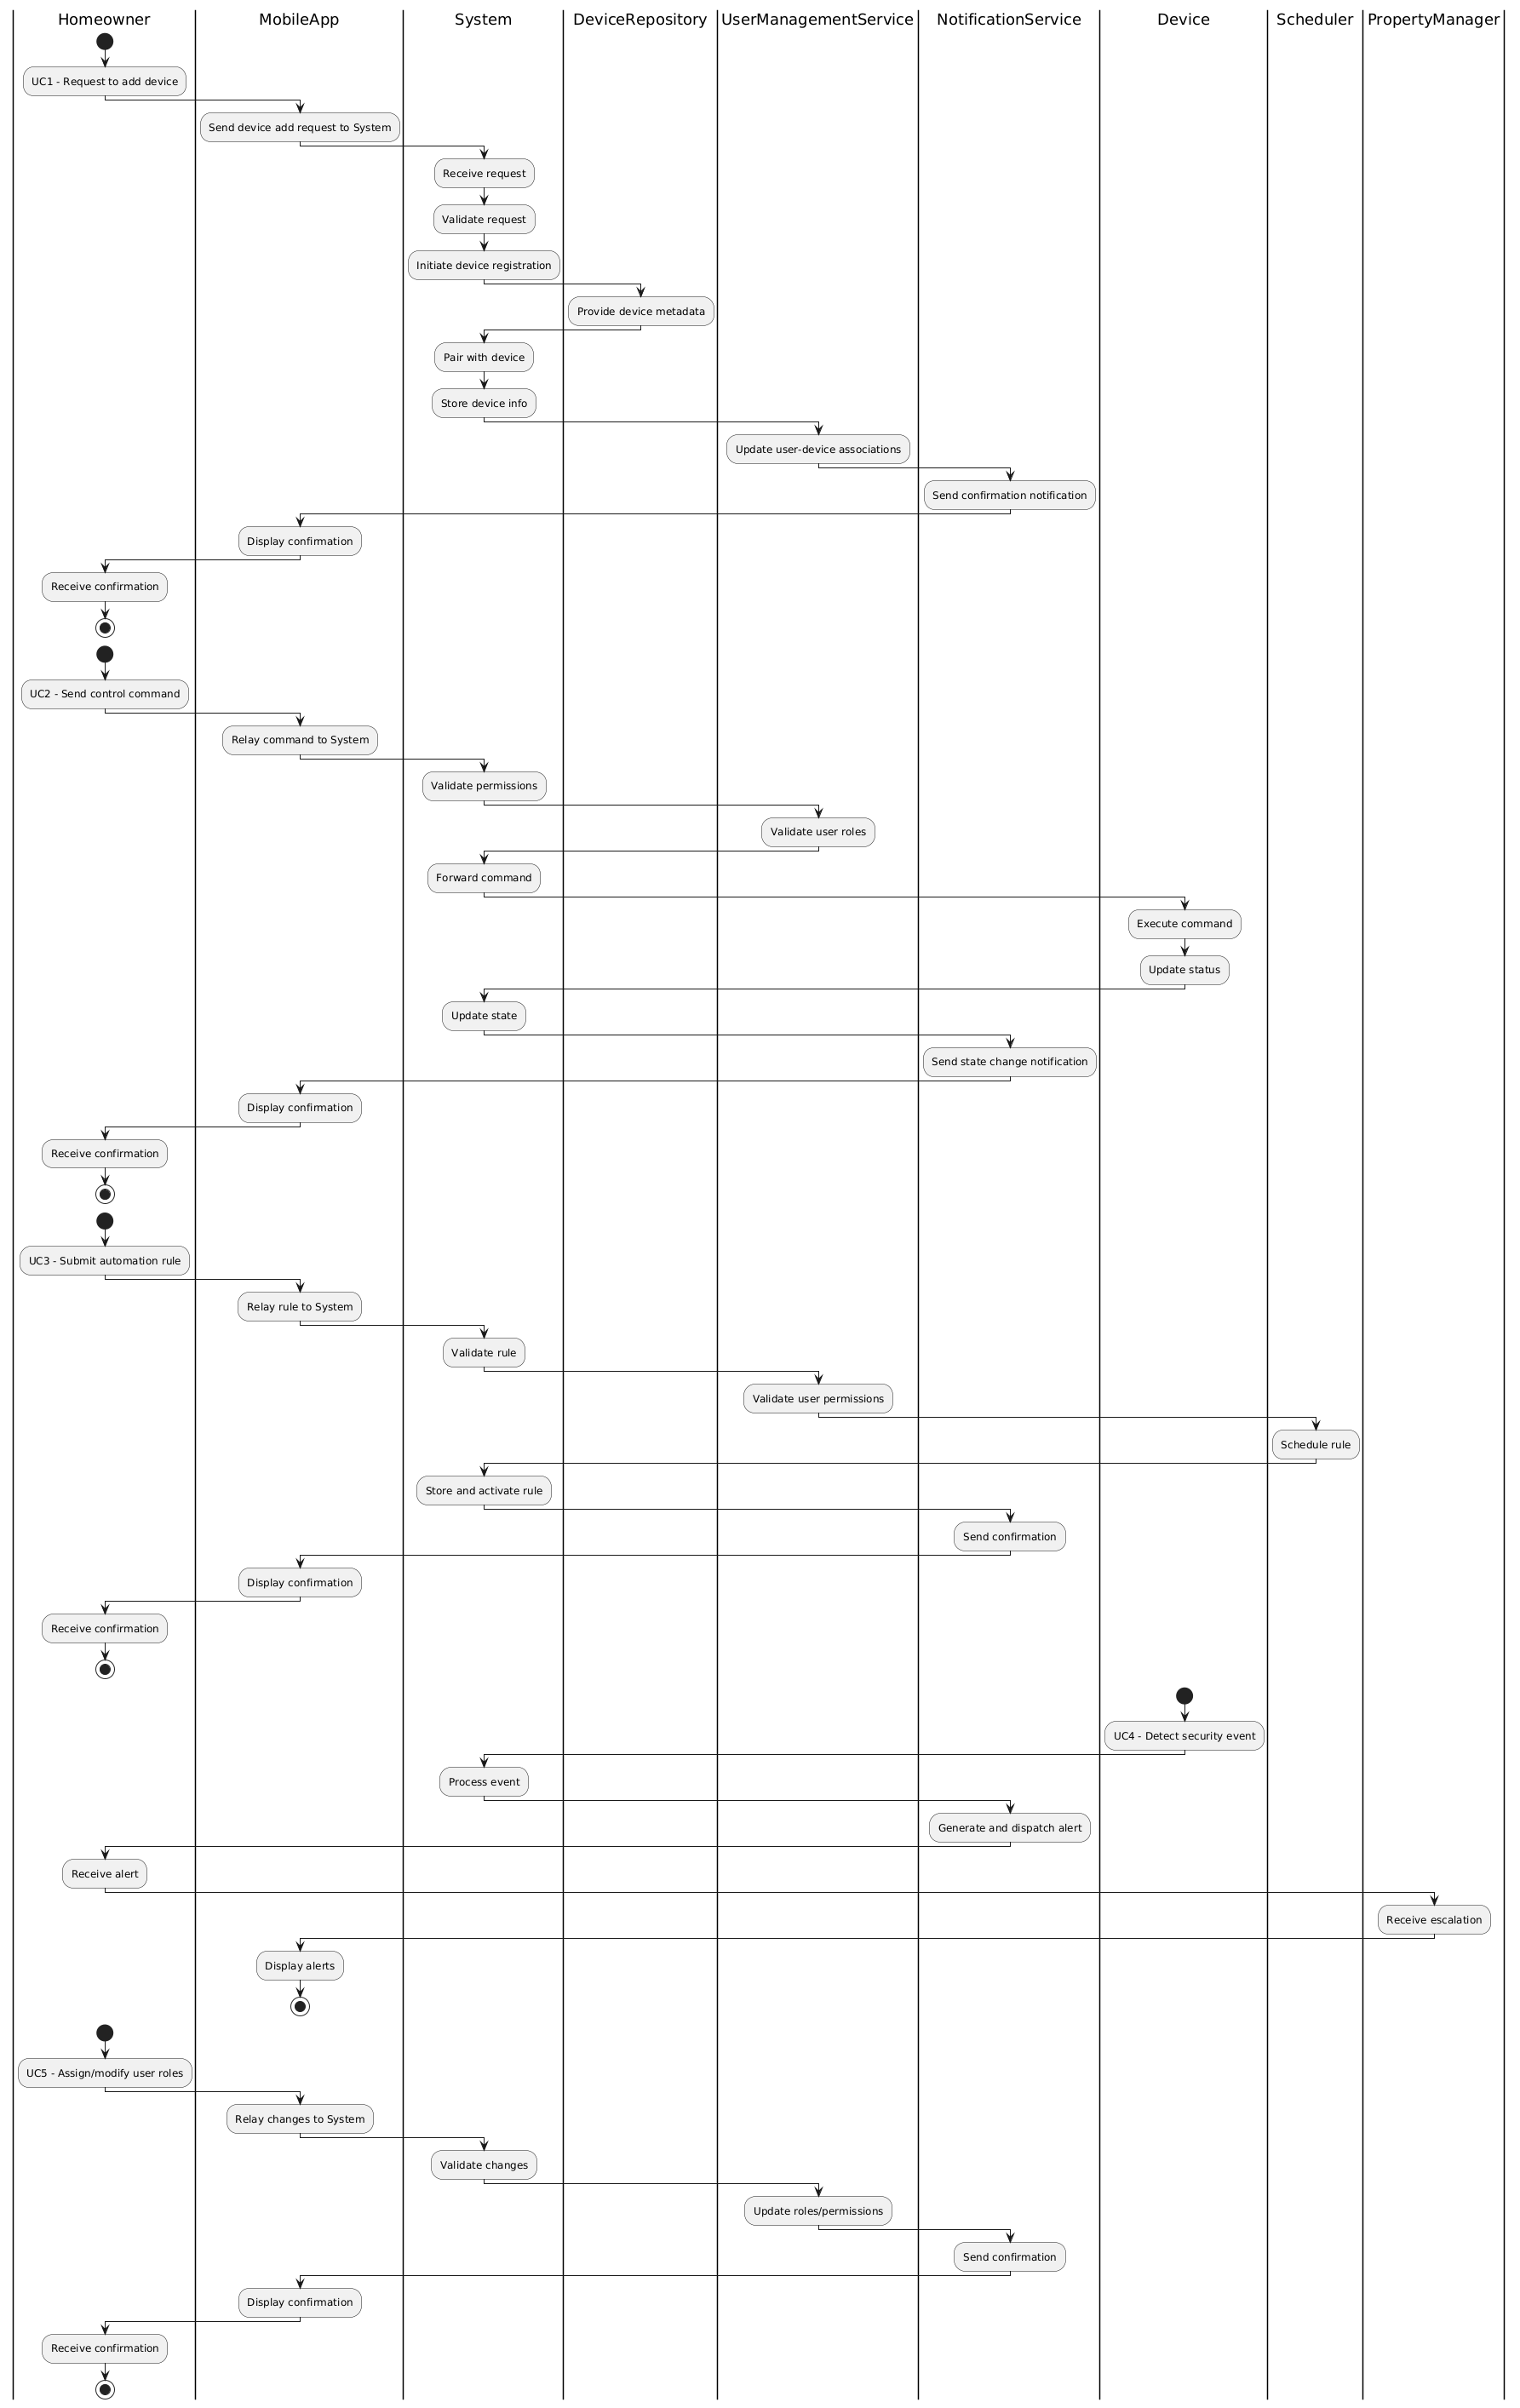 Homeowner
MobileApp
System
DeviceRepository
UserManagementService
NotificationService
Device
Scheduler
PropertyManager
UC1 - Request to add device
Send device add request to System
Receive request
Validate request
Initiate device registration
Provide device metadata
Pair with device
Store device info
Update user-device associations
Send confirmation notification
Display confirmation
Receive confirmation
UC2 - Send control command
Relay command to System
Validate permissions
Validate user roles
Forward command
Execute command
Update status
Update state
Send state change notification
Display confirmation
Receive confirmation
UC3 - Submit automation rule
Relay rule to System
Validate rule
Validate user permissions
Schedule rule
Store and activate rule
Send confirmation
Display confirmation
Receive confirmation
UC4 - Detect security event
Process event
Generate and dispatch alert
Receive alert
Receive escalation
Display alerts
UC5 - Assign/modify user roles
Relay changes to System
Validate changes
Update roles/permissions
Send confirmation
Display confirmation
Receive confirmation